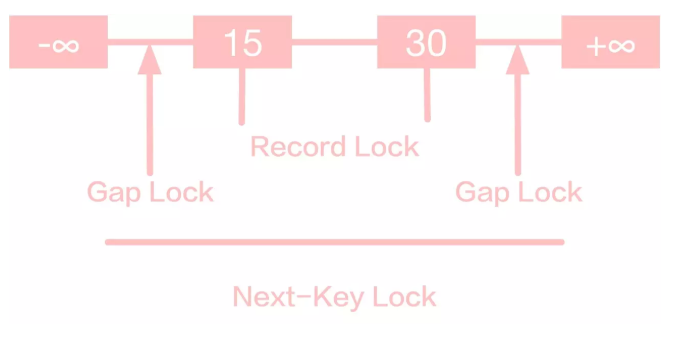 -∞ 15 30 +∞
Record Lock
Gap Lock Gap Lock
Next-Key Lock